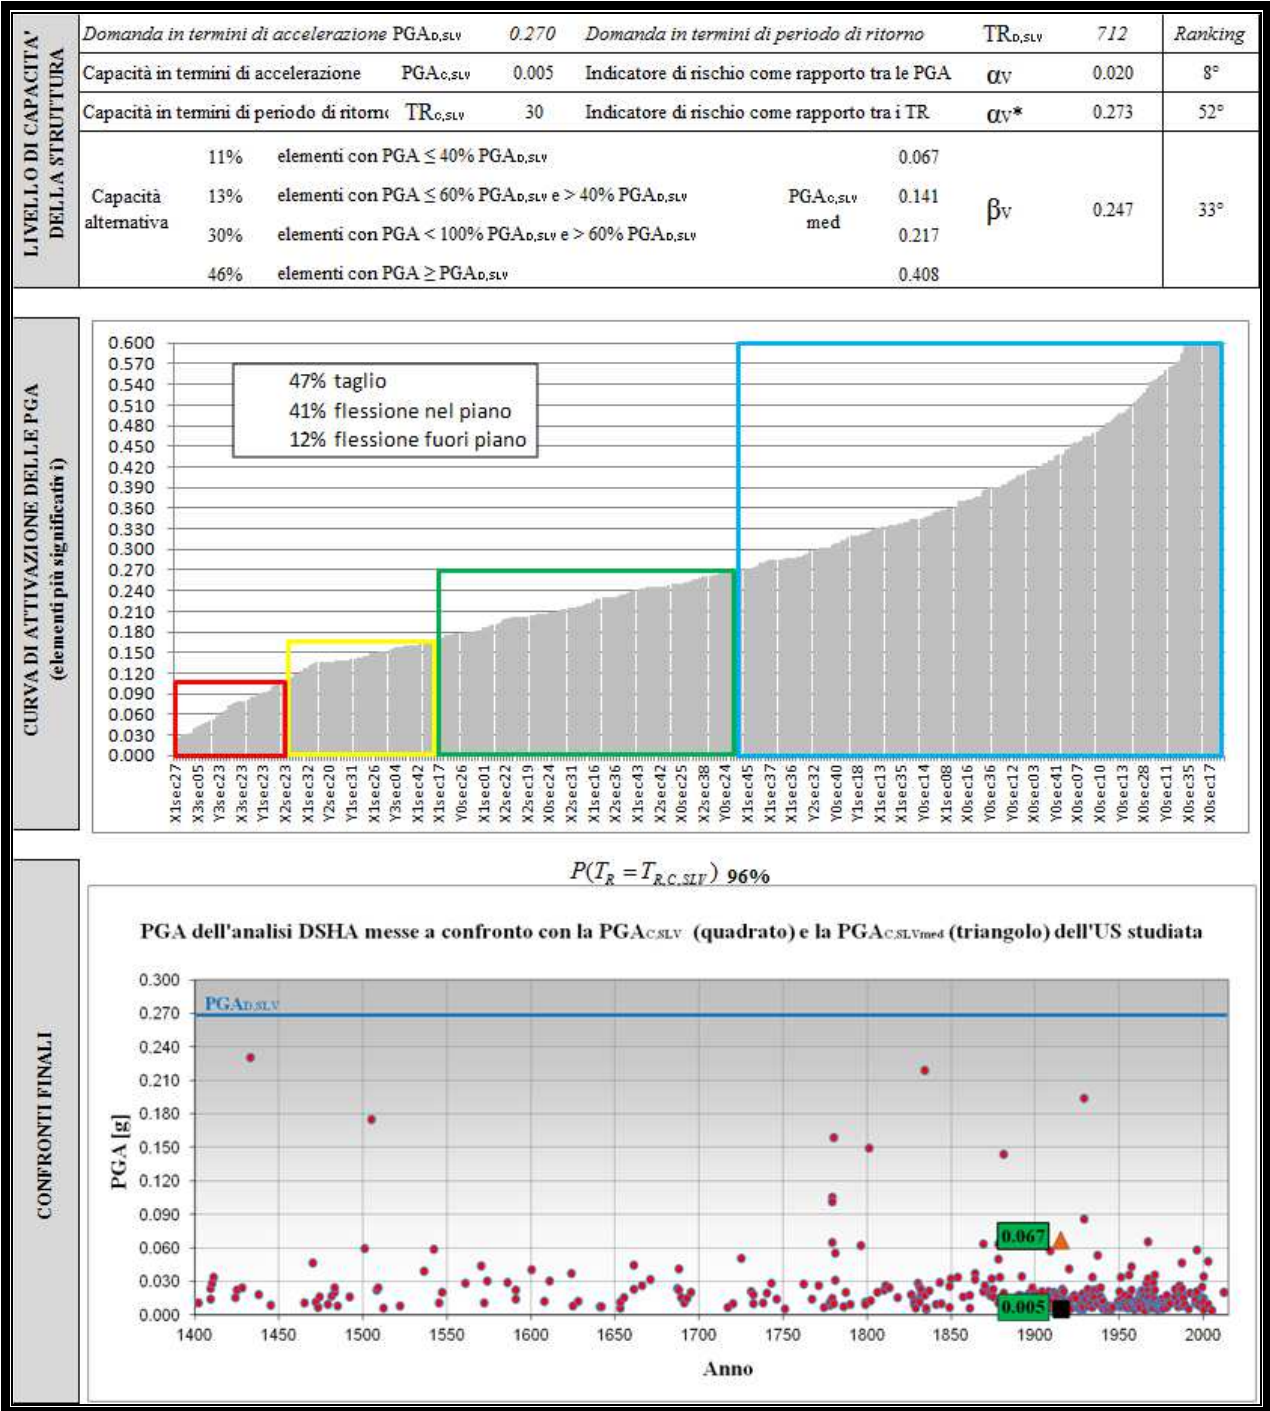 LIVELLO DI CAPACITA'
DELLA STRUTTURA
Domanda in termini di accelerazione PGAD,SLV 0.270 Domanda in termini di periodo di ritorno TRD,SLV 712 Ranking
Capacità in termini di accelerazione PGAC,SLV 0.005 Indicatore di rischio come rapporto tra le PGA αV 0.020 8°
Capacità in termini di periodo di ritorno TRC,SLV 30 Indicatore di rischio come rapporto tra i TR αV* 0.273 52°
11% elementi con PGA ≤ 40% PGAD,SLV 0.067
Capacità alternativa 13% elementi con PGA ≤ 60% PGAD,SLV e > 40% PGAD,SLV PGAC,SLV med 0.141 βV 0.247 33°
30% elementi con PGA < 100% PGAD,SLV e > 60% PGAD,SLV 0.217
46% elementi con PGA ≥ PGAD,SLV 0.408
CURVA DI ATTIVAZIONE DELLE PGA
(elementi più significativi)
0.600
0.570
0.540
0.510
0.480
0.450
0.420
0.390
0.360
0.330
0.300
0.270
0.240
0.210
0.180
0.150
0.120
0.090
0.060
0.030
0.000
47% taglio
41% flessione nel piano
12% flessione fuori piano
X1sec27 X3sec05 Y3sec23 X3sec23 Y1sec23 X2sec23 X1sec32 Y2sec20 Y1sec31 X1sec26 Y3sec04 X1sec42 X1sec17 Y0sec26 X1sec01 X2sec22 X2sec19 X0sec24 X2sec31 X1sec16 X2sec36 X1sec43 X2sec42 X0sec25 X2sec38 Y0sec24 X1sec45 X1sec37 X1sec36 Y2sec32 Y0sec01 Y1sec18 X1sec13 X1sec35 Y0sec14 X1sec08 X0sec16 Y0sec36 Y0sec12 Y0sec03 Y0sec41 X0sec07 X0sec10 Y0sec13 X0sec28 Y0sec11 X0sec35 X0sec17
CONFRONTI FINALI
P(TR = TR,C,SLV) 96%
PGA dell'analisi DSHA messe a confronto con la PGAC,SLV (quadrato) e la PGAC,SLVmed (triangolo) dell'US studiata
PGA [g]
0.300
0.270
0.240
0.210
0.180
0.150
0.120
0.090
0.060
0.030
0.000
PGAD,SLV
0.067
0.005
1400 1450 1500 1550 1600 1650 1700 1750 1800 1850 1900 1950 2000
Anno